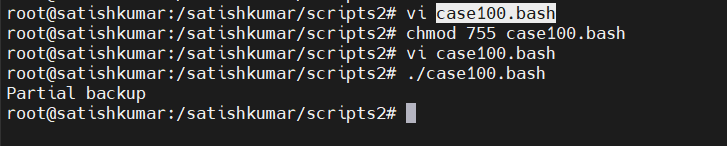 root@satishkumar:/satishkumar/scripts2# vi case100.bash
root@satishkumar:/satishkumar/scripts2# chmod 755 case100.bash
root@satishkumar:/satishkumar/scripts2# vi case100.bash
root@satishkumar:/satishkumar/scripts2# ./case100.bash
Partial backup
root@satishkumar:/satishkumar/scripts2#